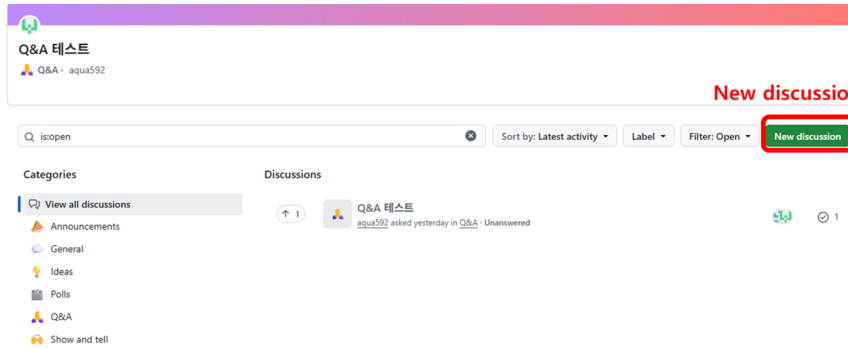 Q&A 테스트
Q&A · aqua592
New discussio
is:open
Sort by: Latest activity
Label
Filter: Open
New discussion
Categories
Discussions
View all discussions
Announcements
General
Ideas
Polls
Q&A
Show and tell
1
Q&A 테스트
aqua592 asked yesterday in Q&A · Unanswered
1